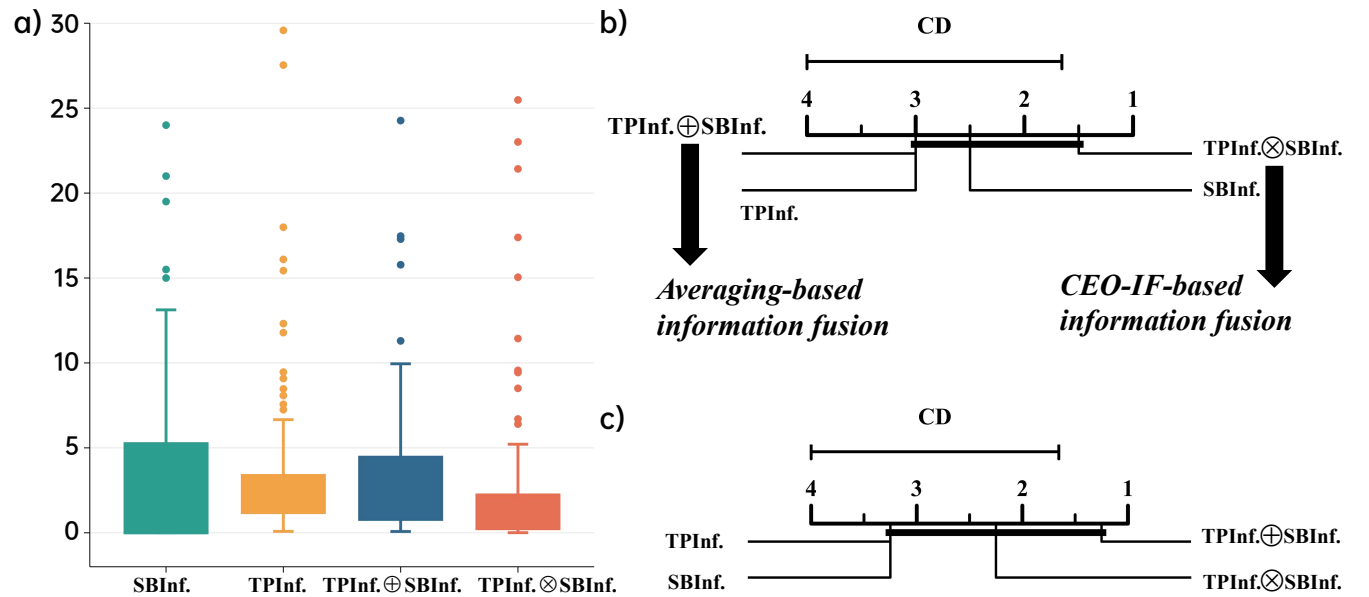 a)
30
25
20
15
10
5
0
SBInf.
TPInf.
TPInf.⊕SBInf.
TPInf.⊗SBInf.
b)
CD
4
3
2
1
TPInf.⊕SBInf.
TPInf.⊗SBInf.
SBInf.
TPInf.
Averaging-based
information fusion
CEO-IF-based
information fusion
c)
CD
4
3
2
1
TPInf.
TPInf.⊕SBInf.
SBInf.
TPInf.⊗SBInf.